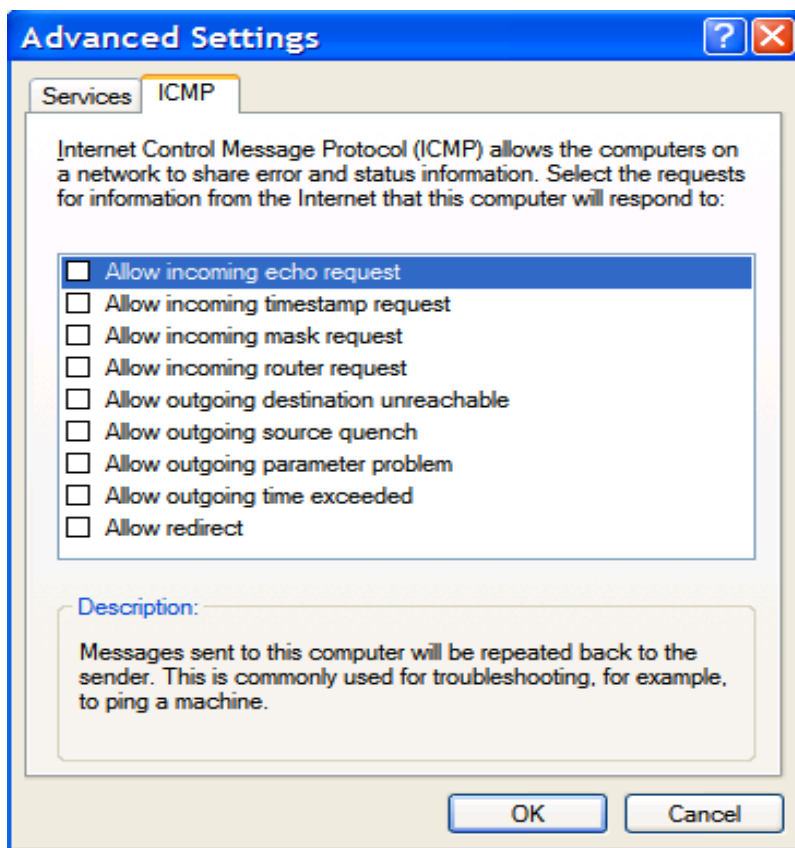 Advanced Settings
Services
ICMP
Internet Control Message Protocol (ICMP) allows the computers on
a network to share error and status information. Select the requests
for information from the Internet that this computer will respond to:
Allow incoming echo request
Allow incoming timestamp request
Allow incoming mask request
Allow incoming router request
Allow outgoing destination unreachable
Allow outgoing source quench
Allow outgoing parameter problem
Allow outgoing time exceeded
Allow redirect
Description:
Messages sent to this computer will be repeated back to the
sender. This is commonly used for troubleshooting, for example,
to ping a machine.
OK
Cancel